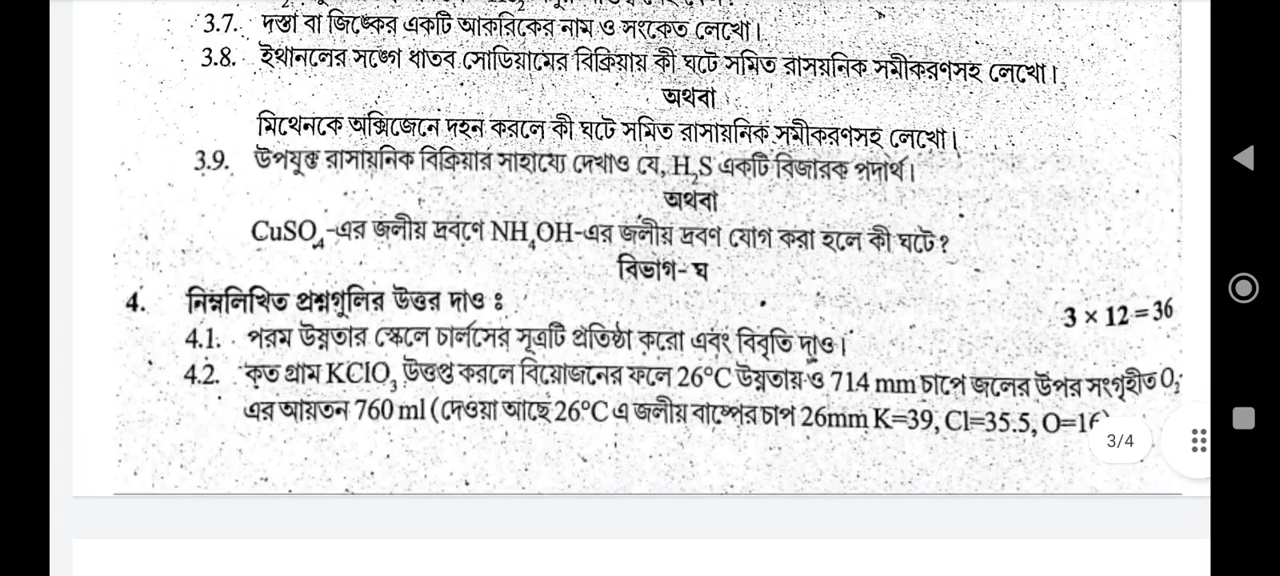 3.7. দস্তা বা জিঙ্কের একটি আকরিকের নাম ও সংকেত লেখো।
3.8. ইথানলের সঙ্গে ধাতব সোডিয়ামের বিক্রিয়ায় কী ঘটে সমিত রাসয়নিক সমীকরণসহ লেখো।
অথবা
মিথেনকে অক্সিজেনে দহন করলে কী ঘটে সমিত রাসায়নিক সমীকরণসহ লেখো।
3.9. উপযুক্ত রাসায়নিক বিক্রিয়ার সাহায্যে দেখাও যে, H₂S একটি বিজারক পদার্থ।
অথবা
CuSO₄-এর জলীয় দ্রবণে NH₄OH-এর জলীয় দ্রবণ যোগ করা হলে কী ঘটে?
বিভাগ- ঘ
4. নিম্নলিখিত প্রশ্নগুলির উত্তর দাও ঃ 3 × 12 = 36
4.1. পরম উয়তার স্কেলে চার্লসের সূত্রটি প্রতিষ্ঠা করো এবং বিবৃতি দাও।
4.2. কত গ্রাম KClO₃ উত্তপ্ত করলে বিয়োজনের ফলে 26°C উয়তায় ও 714 mm চাপে জলের উপর সংগৃহীত O₂
এর আয়তন 760 ml (দেওয়া আছে 26°C এ জলীয় বাষ্পের চাপ 26mm K=39, Cl=35.5, O=16)
3/4